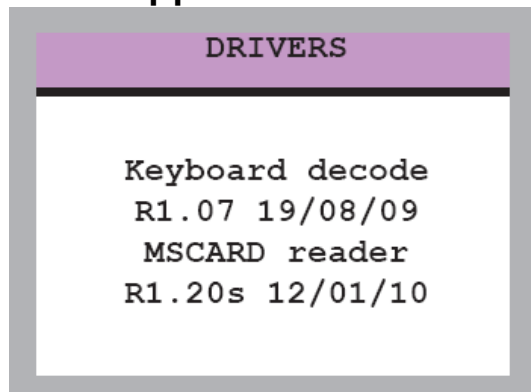 DRIVERS
Keyboard decode
R1.07 19/08/09
MSCARD reader
R1.20s 12/01/10